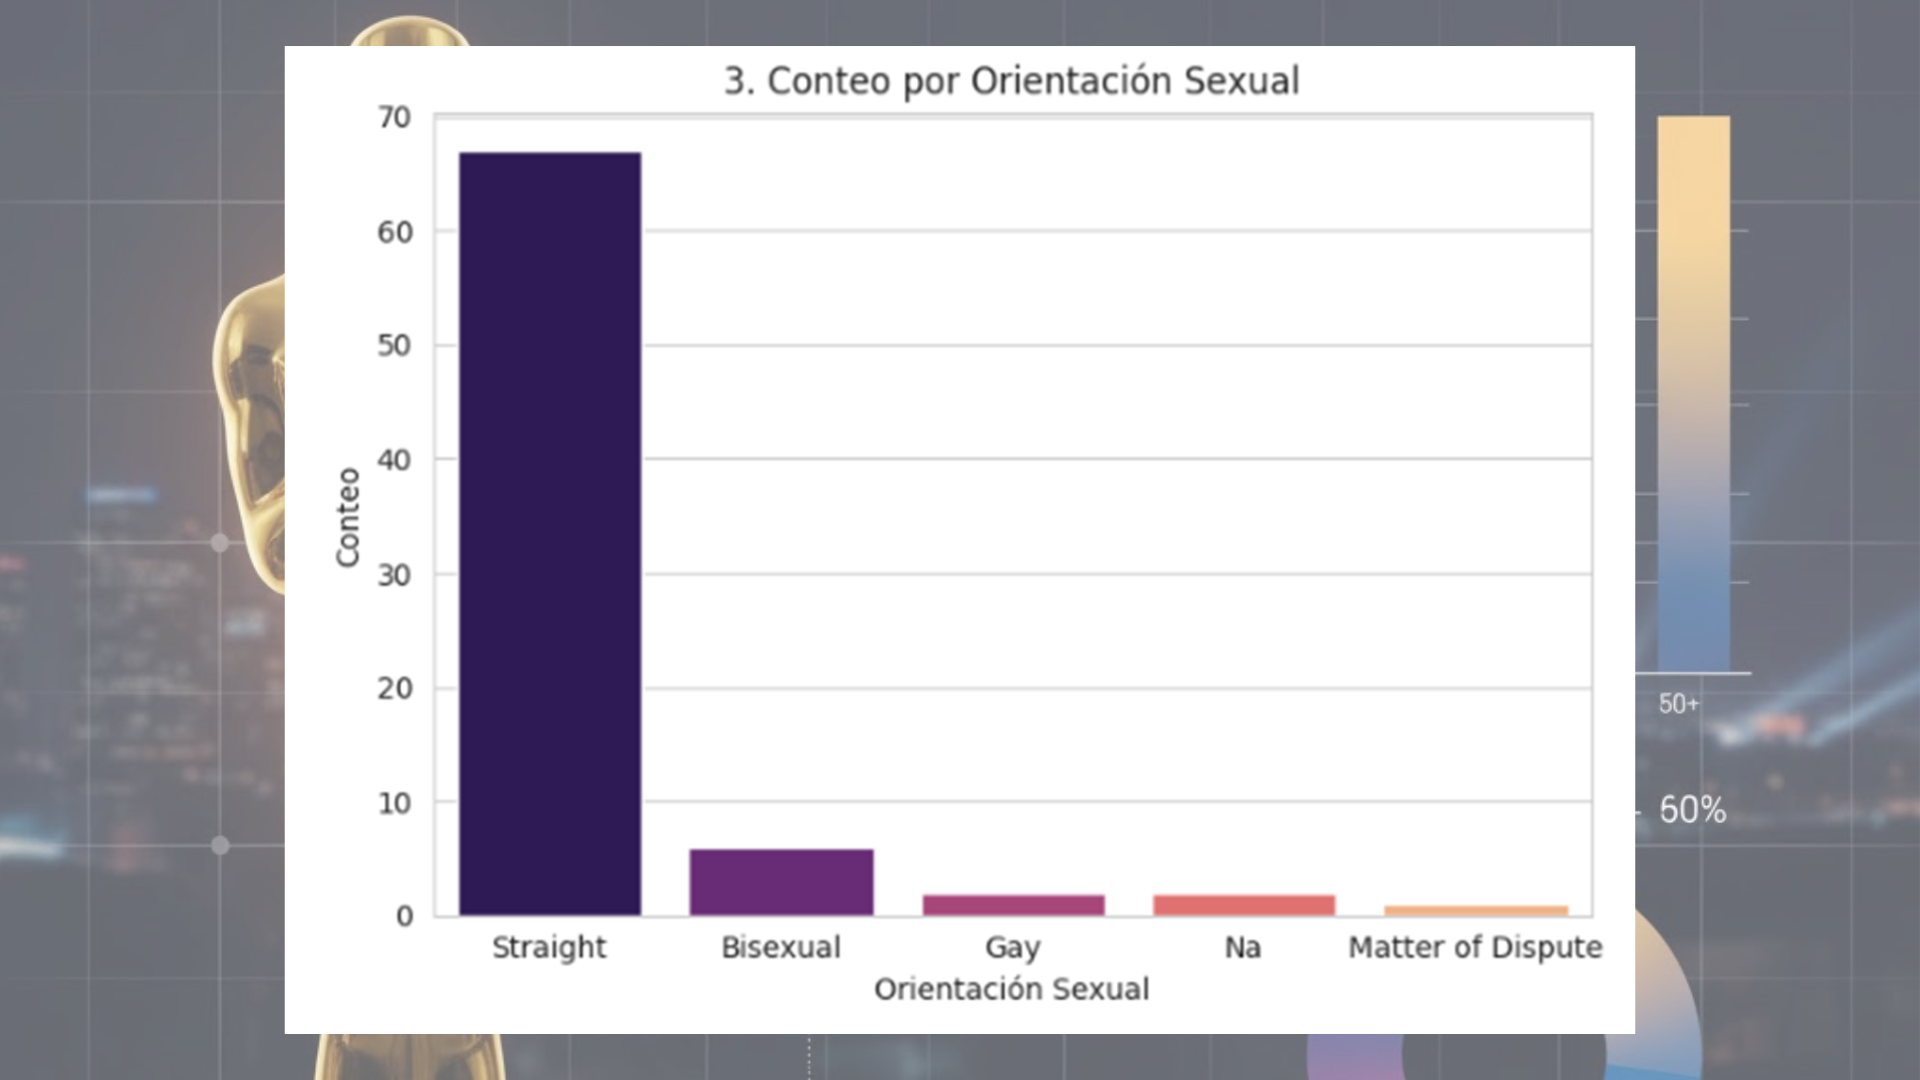 3. Conteo por Orientación Sexual
70
60
50
40
30
20
10
0
Conteo
Straight
Bisexual
Gay
Na
Matter of Dispute
Orientación Sexual
50+
60%